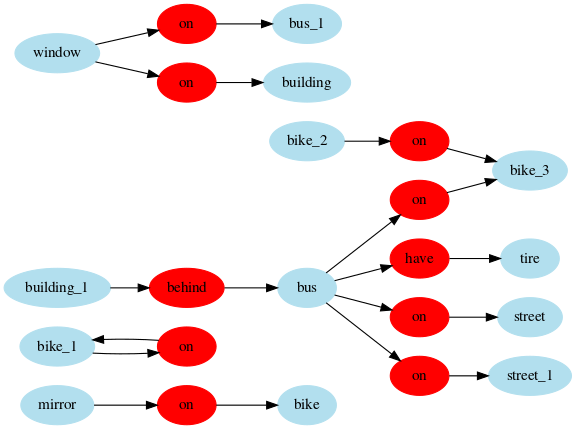 on bus_1
window
on building
bike_2 on
bike_3
on
have tire
building_1 behind bus
on street
bike_1 on
on street_1
mirror on bike